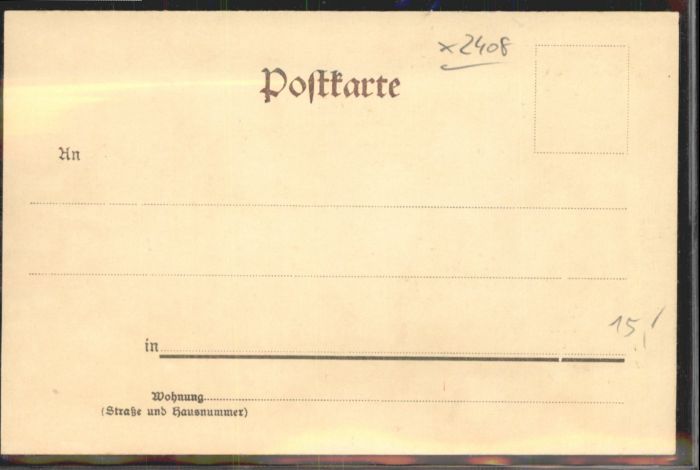 x2408
Postkarte
An
in
15,!
Wohnung
(Straße und Hausnummer)